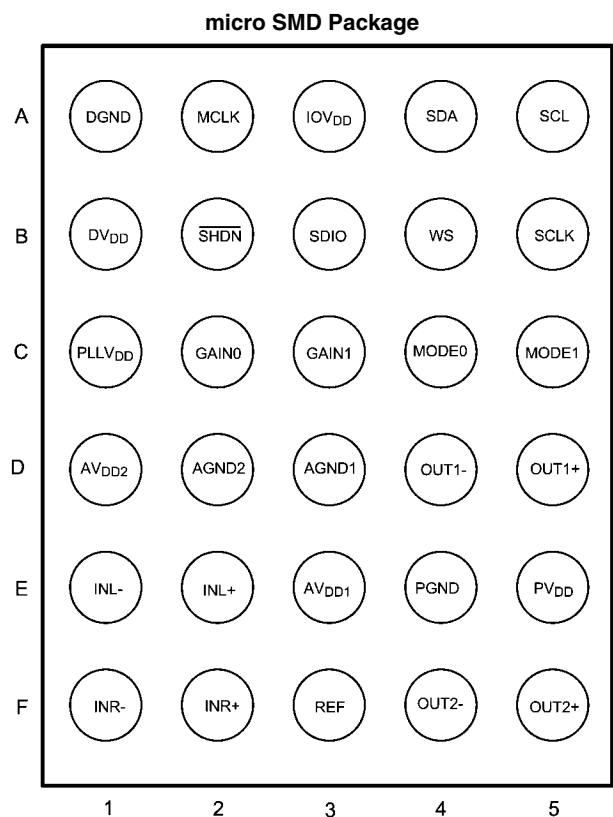 micro SMD Package
A DGND MCLK IOVDD SDA SCL
B DVDD SHDN SDIO WS SCLK
C PLLVDD GAIN0 GAIN1 MODE0 MODE1
D AVDD2 AGND2 AGND1 OUT1- OUT1+
E INL- INL+ AVDD1 PGND PVDD
F INR- INR+ REF OUT2- OUT2+
1 2 3 4 5